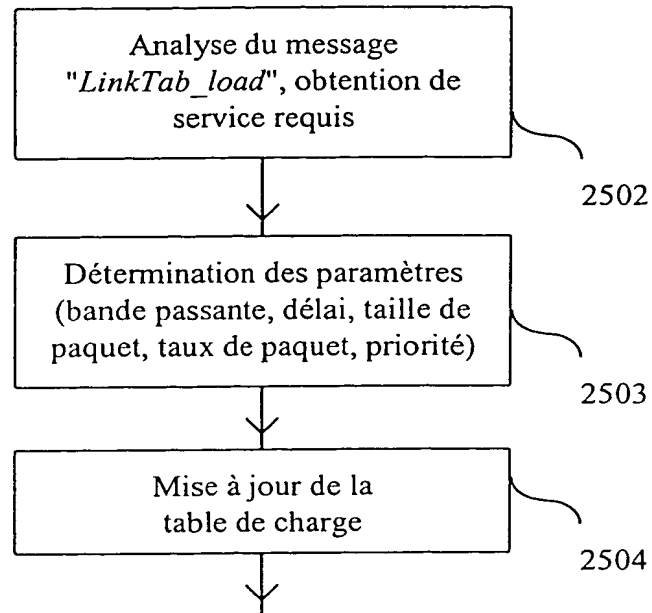 Analyse du message
"LinkTab_load", obtention de
service requis
2502
Détermination des paramètres
(bande passante, délai, taille de
paquet, taux de paquet, priorité)
2503
Mise à jour de la
table de charge
2504